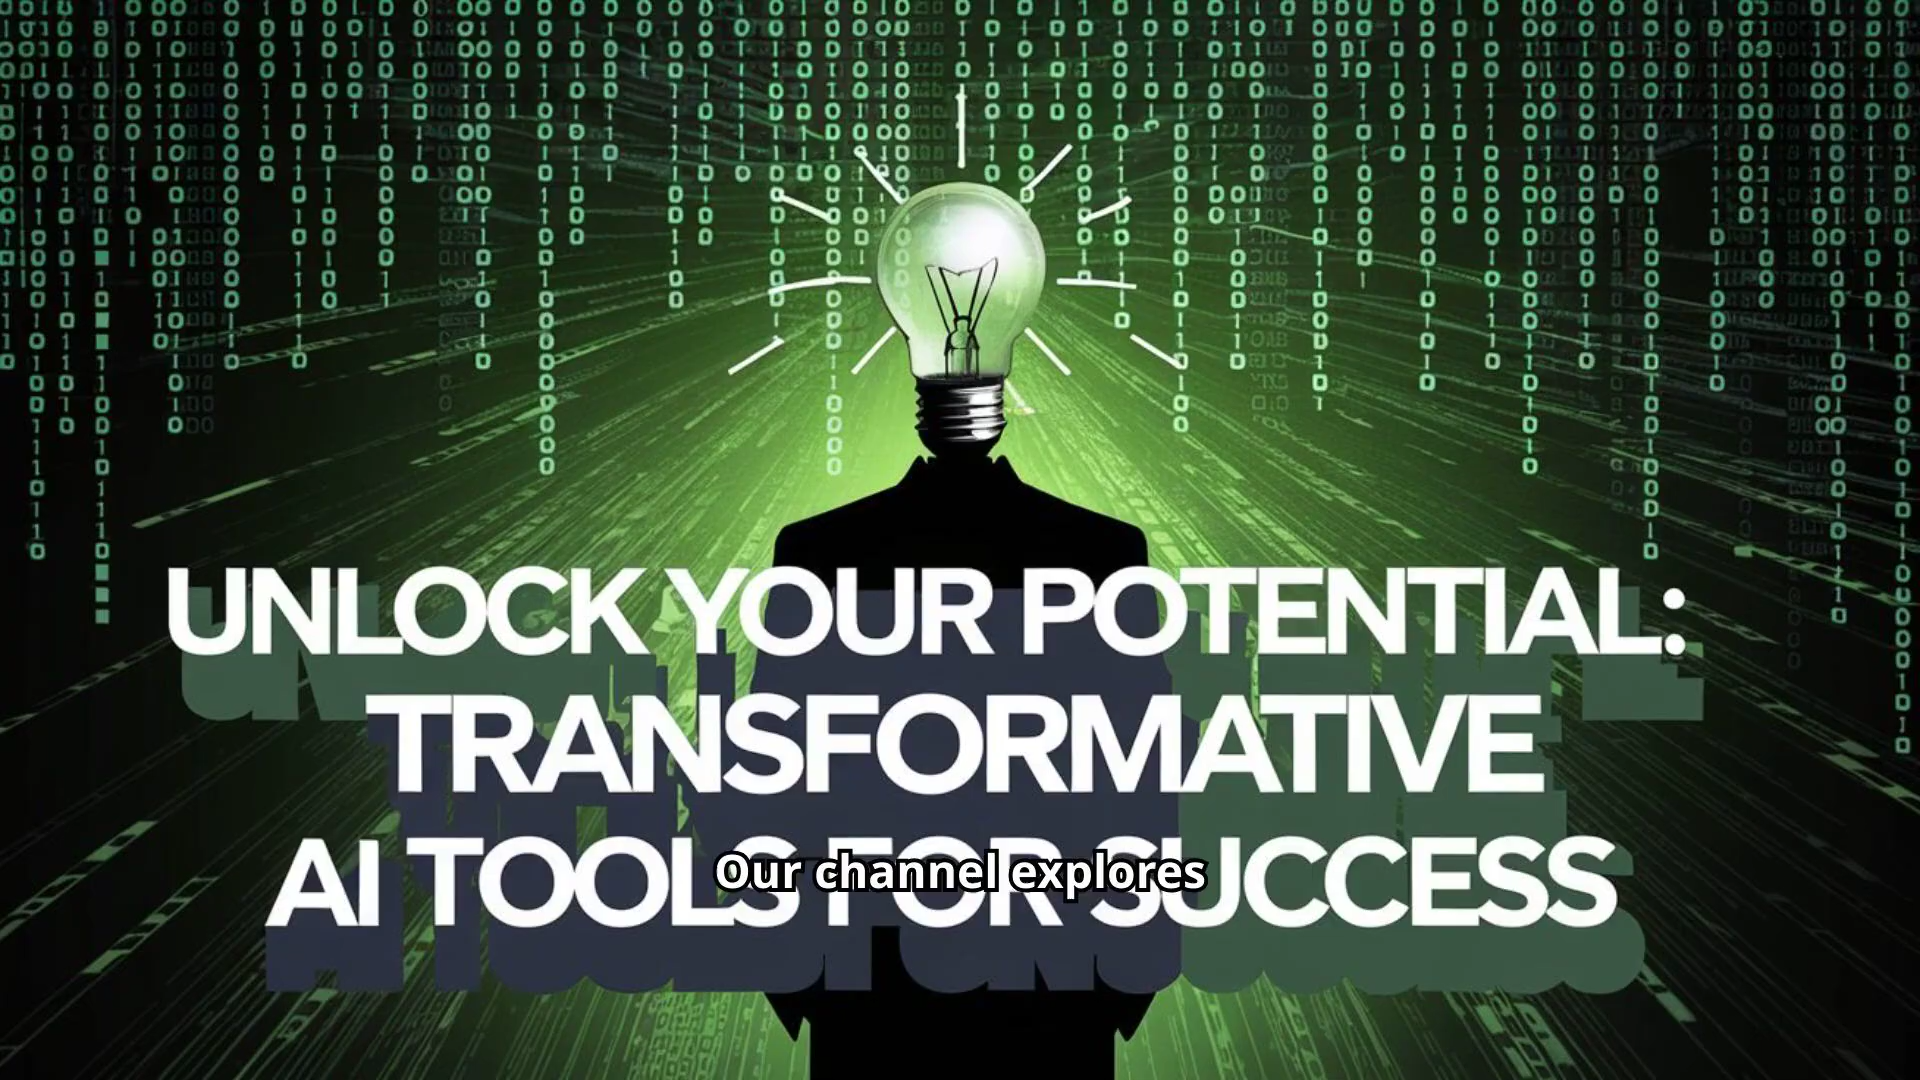 UNLOCK YOUR POTENTIAL:
TRANSFORMATIVE
AI TOOLS FOR SUCCESS
Our channel explores